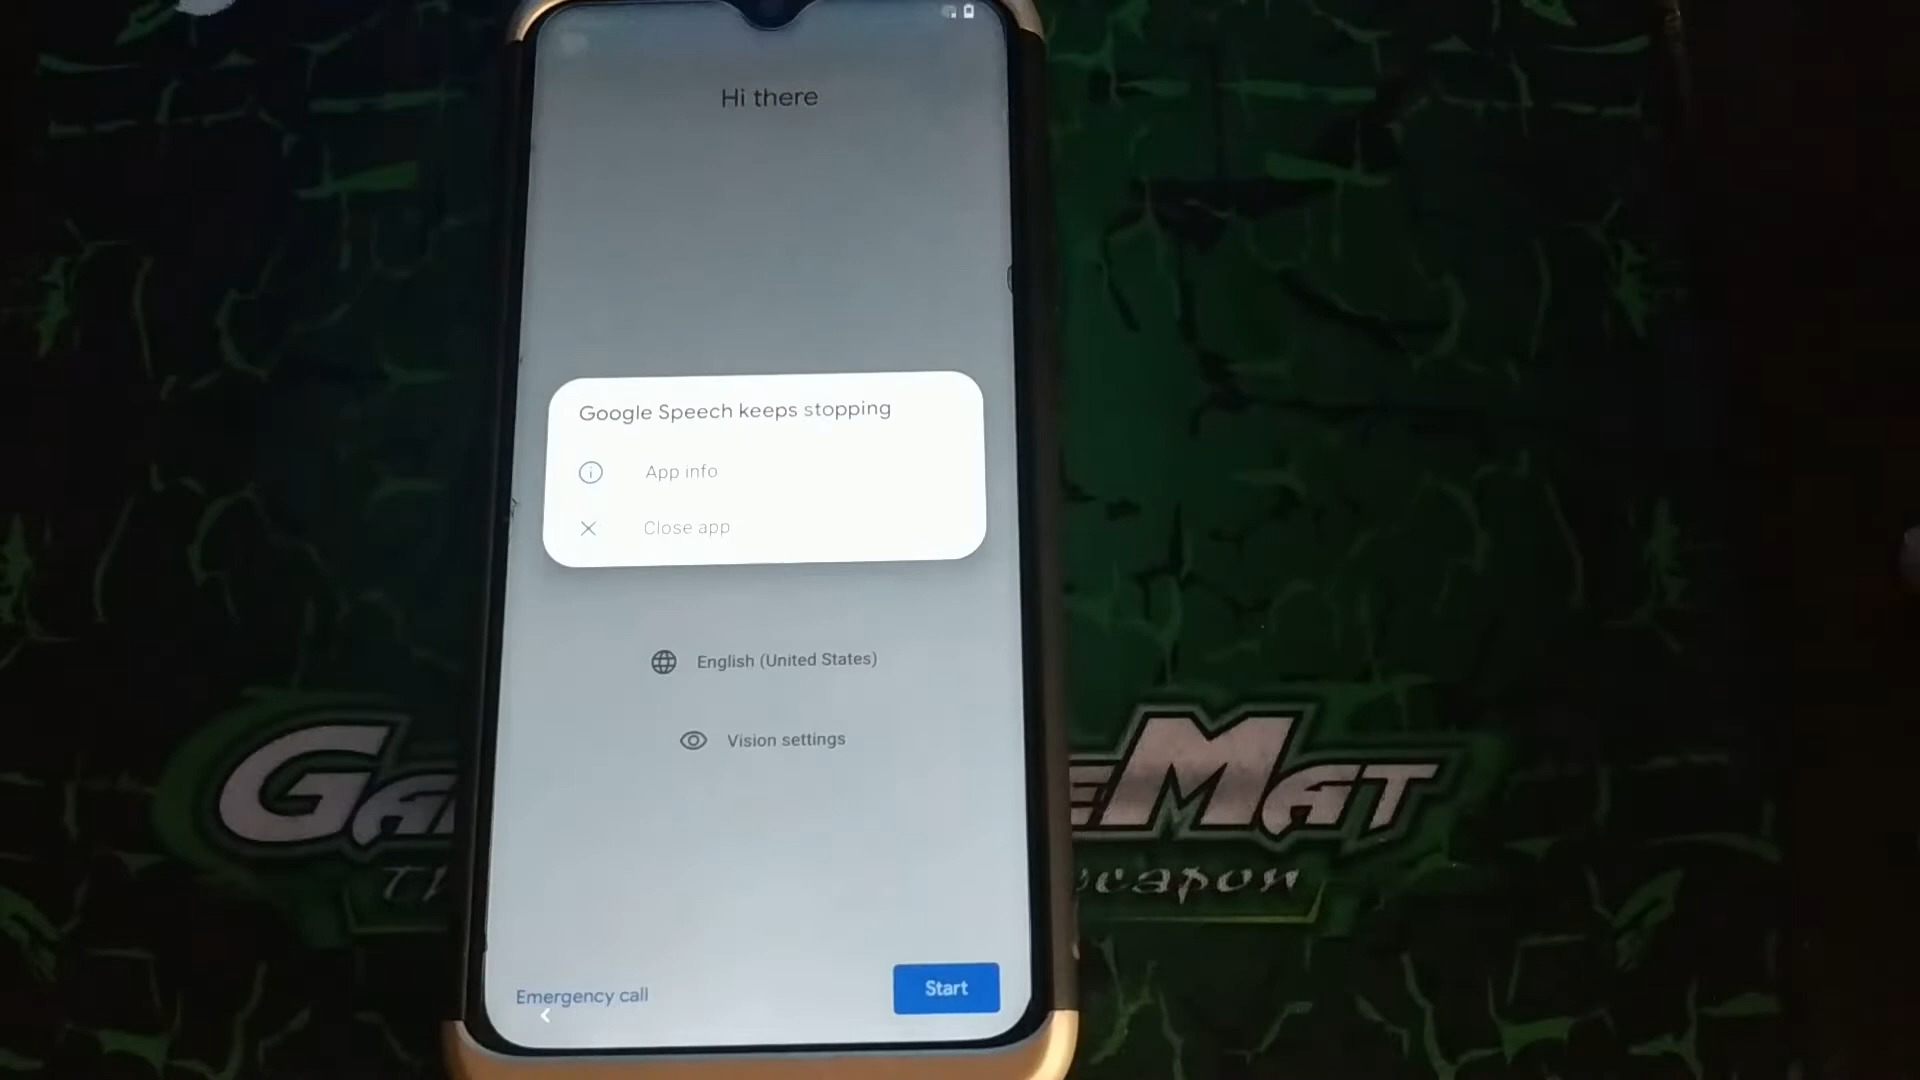 Hi there
Google Speech keeps stopping
App info
Close app
English (United States)
Vision settings
Emergency call
Start